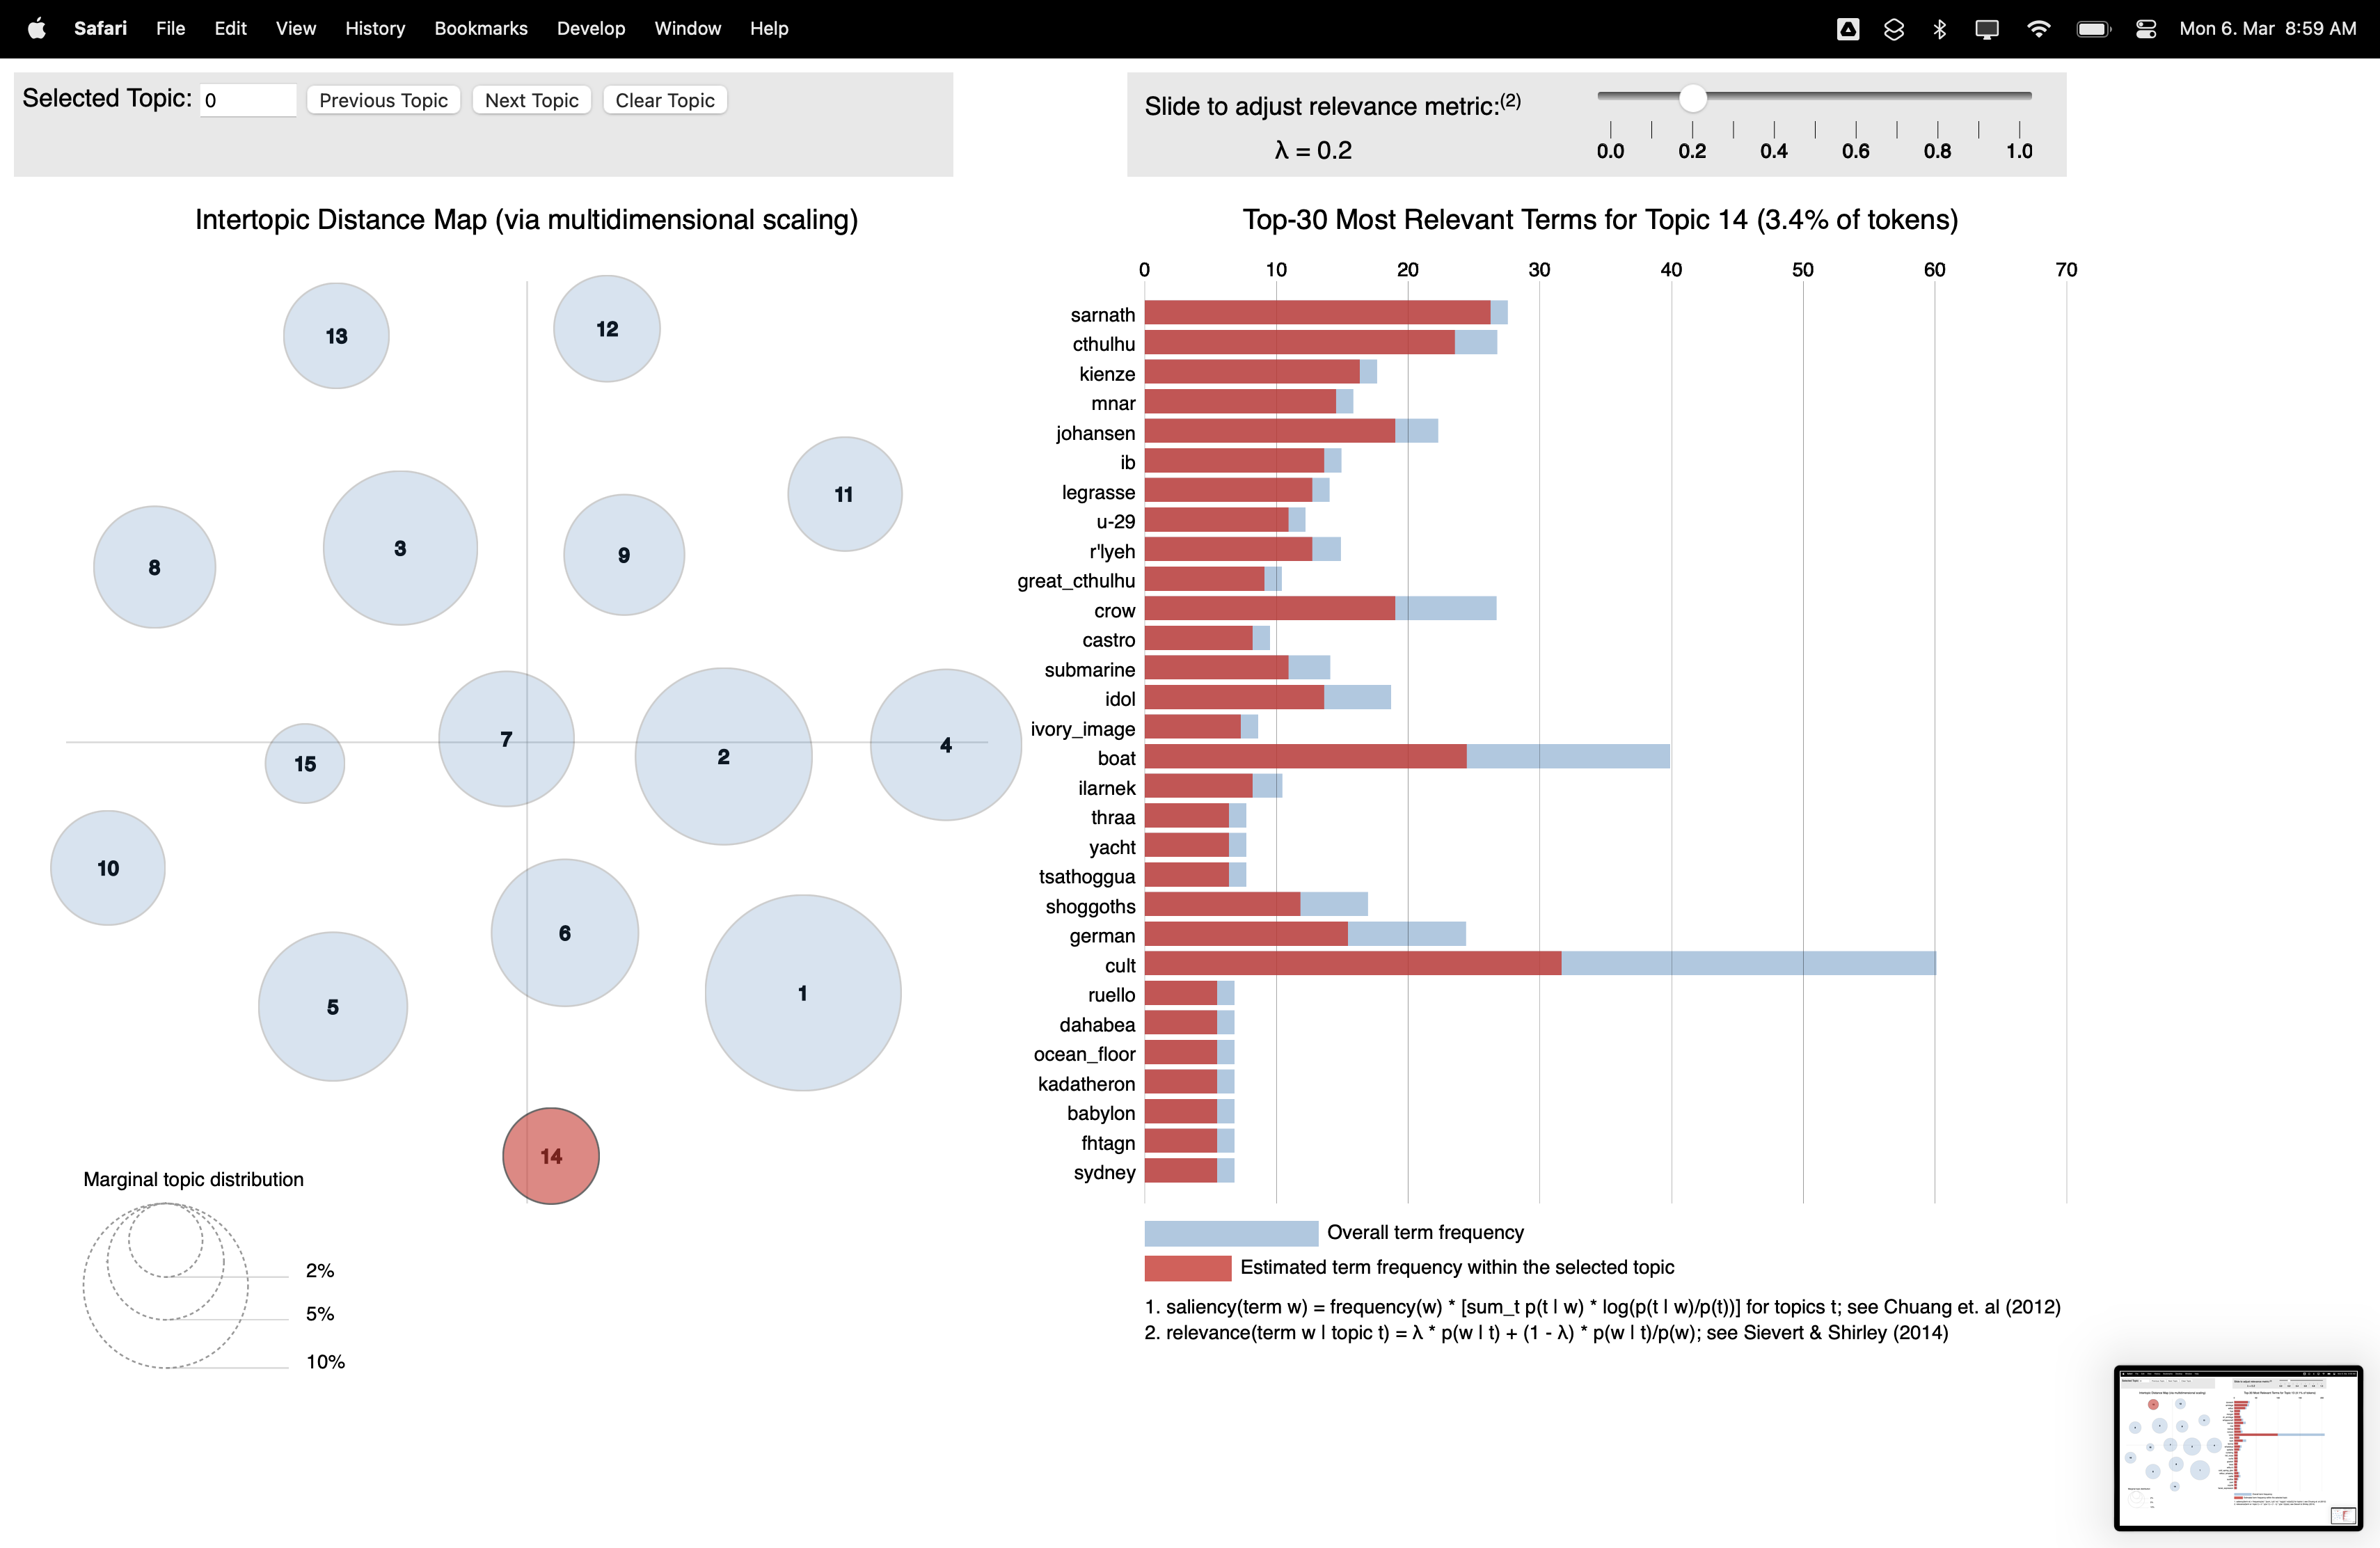 Safari File Edit View History Bookmarks Develop Window Help Mon 6. Mar 8:59 AM
Selected Topic: 0 Previous Topic Next Topic Clear Topic
Slide to adjust relevance metric:(2)
λ = 0.2
0.0 0.2 0.4 0.6 0.8 1.0
Intertopic Distance Map (via multidimensional scaling)
13
12
11
3
9
8
7
4
2
15
10
6
1
5
14
Marginal topic distribution
2%
5%
10%
Top-30 Most Relevant Terms for Topic 14 (3.4% of tokens)
0 10 20 30 40 50 60 70
sarnath
cthulhu
kienze
mnar
johansen
ib
legrasse
u-29
r'lyeh
great_cthulhu
crow
castro
submarine
idol
ivory_image
boat
ilarnek
thraa
yacht
tsathoggua
shoggoths
german
cult
ruello
dahabea
ocean_floor
kadatheron
babylon
fhtagn
sydney
Overall term frequency
Estimated term frequency within the selected topic
1. saliency(term w) = frequency(w) * [sum_t p(t | w) * log(p(t | w)/p(t))] for topics t; see Chuang et. al (2012)
2. relevance(term w | topic t) = λ * p(w | t) + (1 - λ) * p(w | t)/p(w); see Sievert & Shirley (2014)